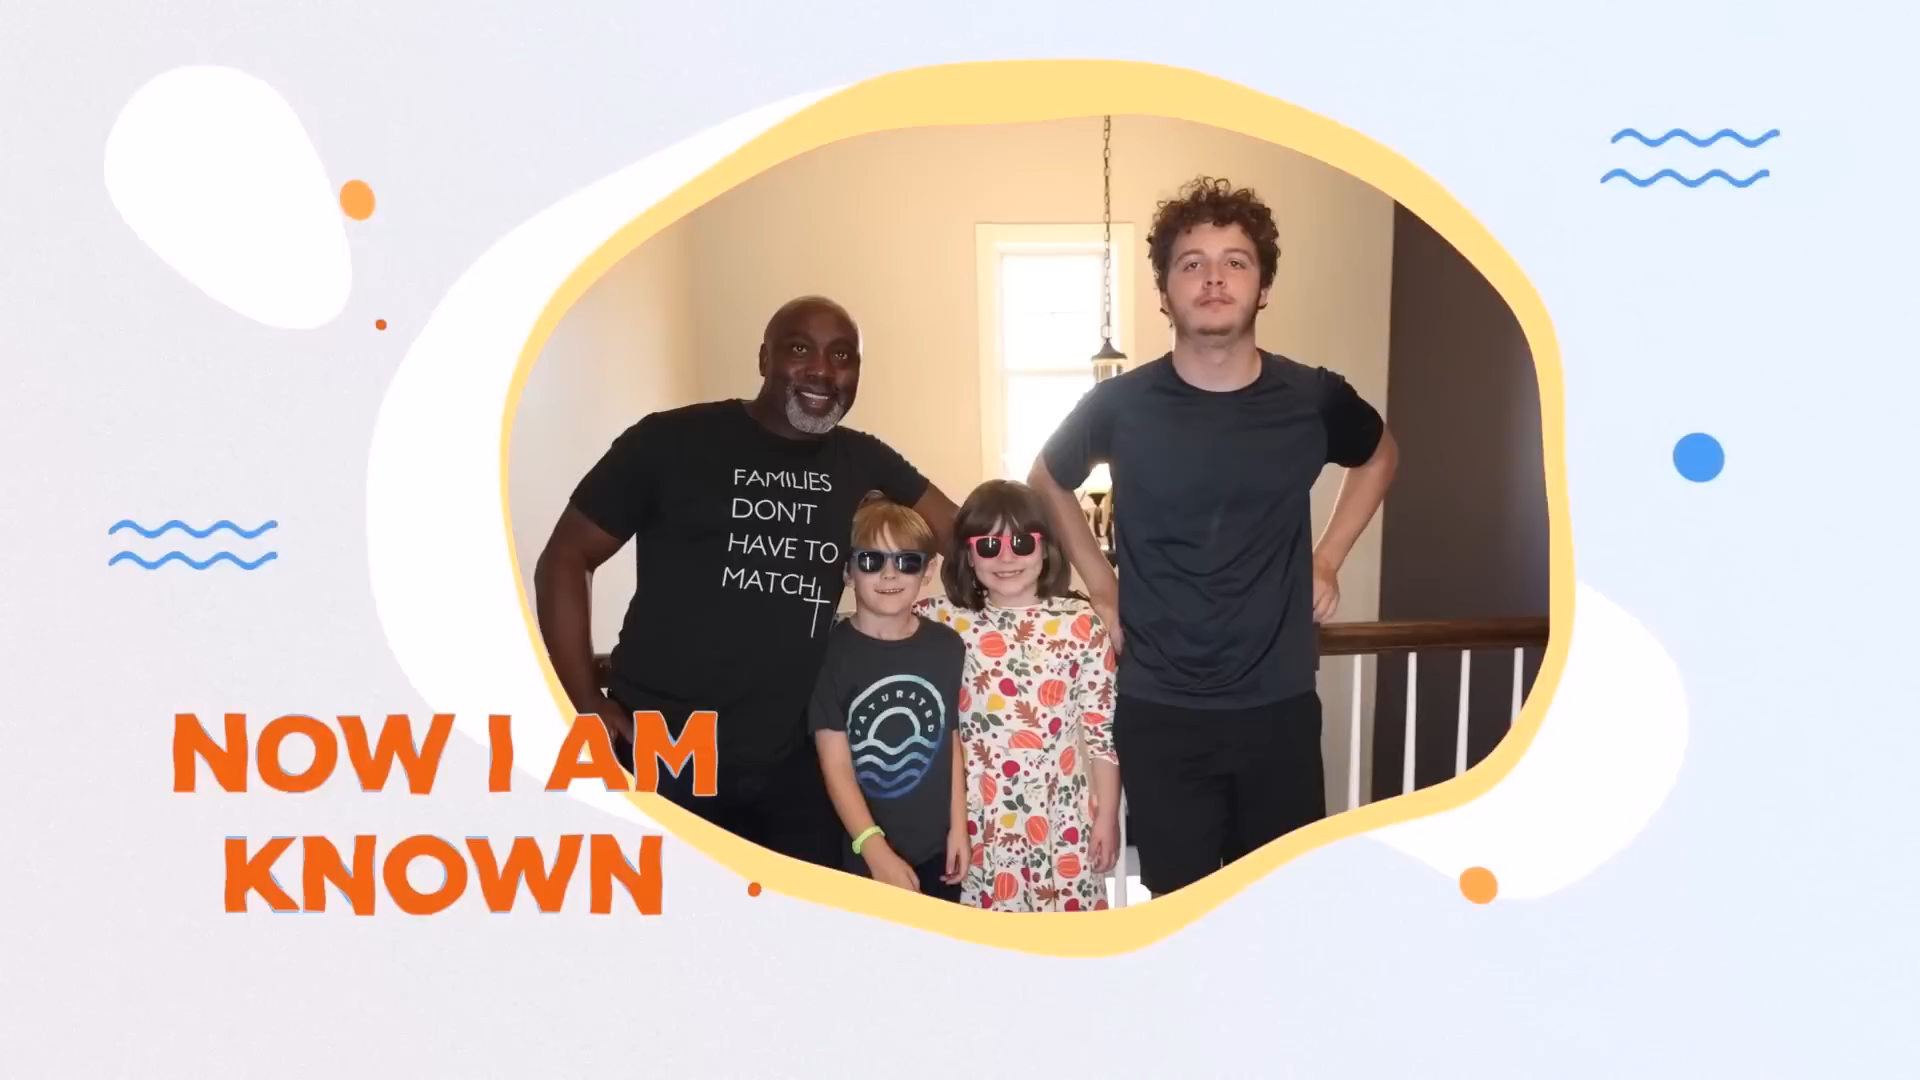 FAMILIES
DON'T
HAVE TO
MATCH
SATURATED
NOW I AM
KNOWN